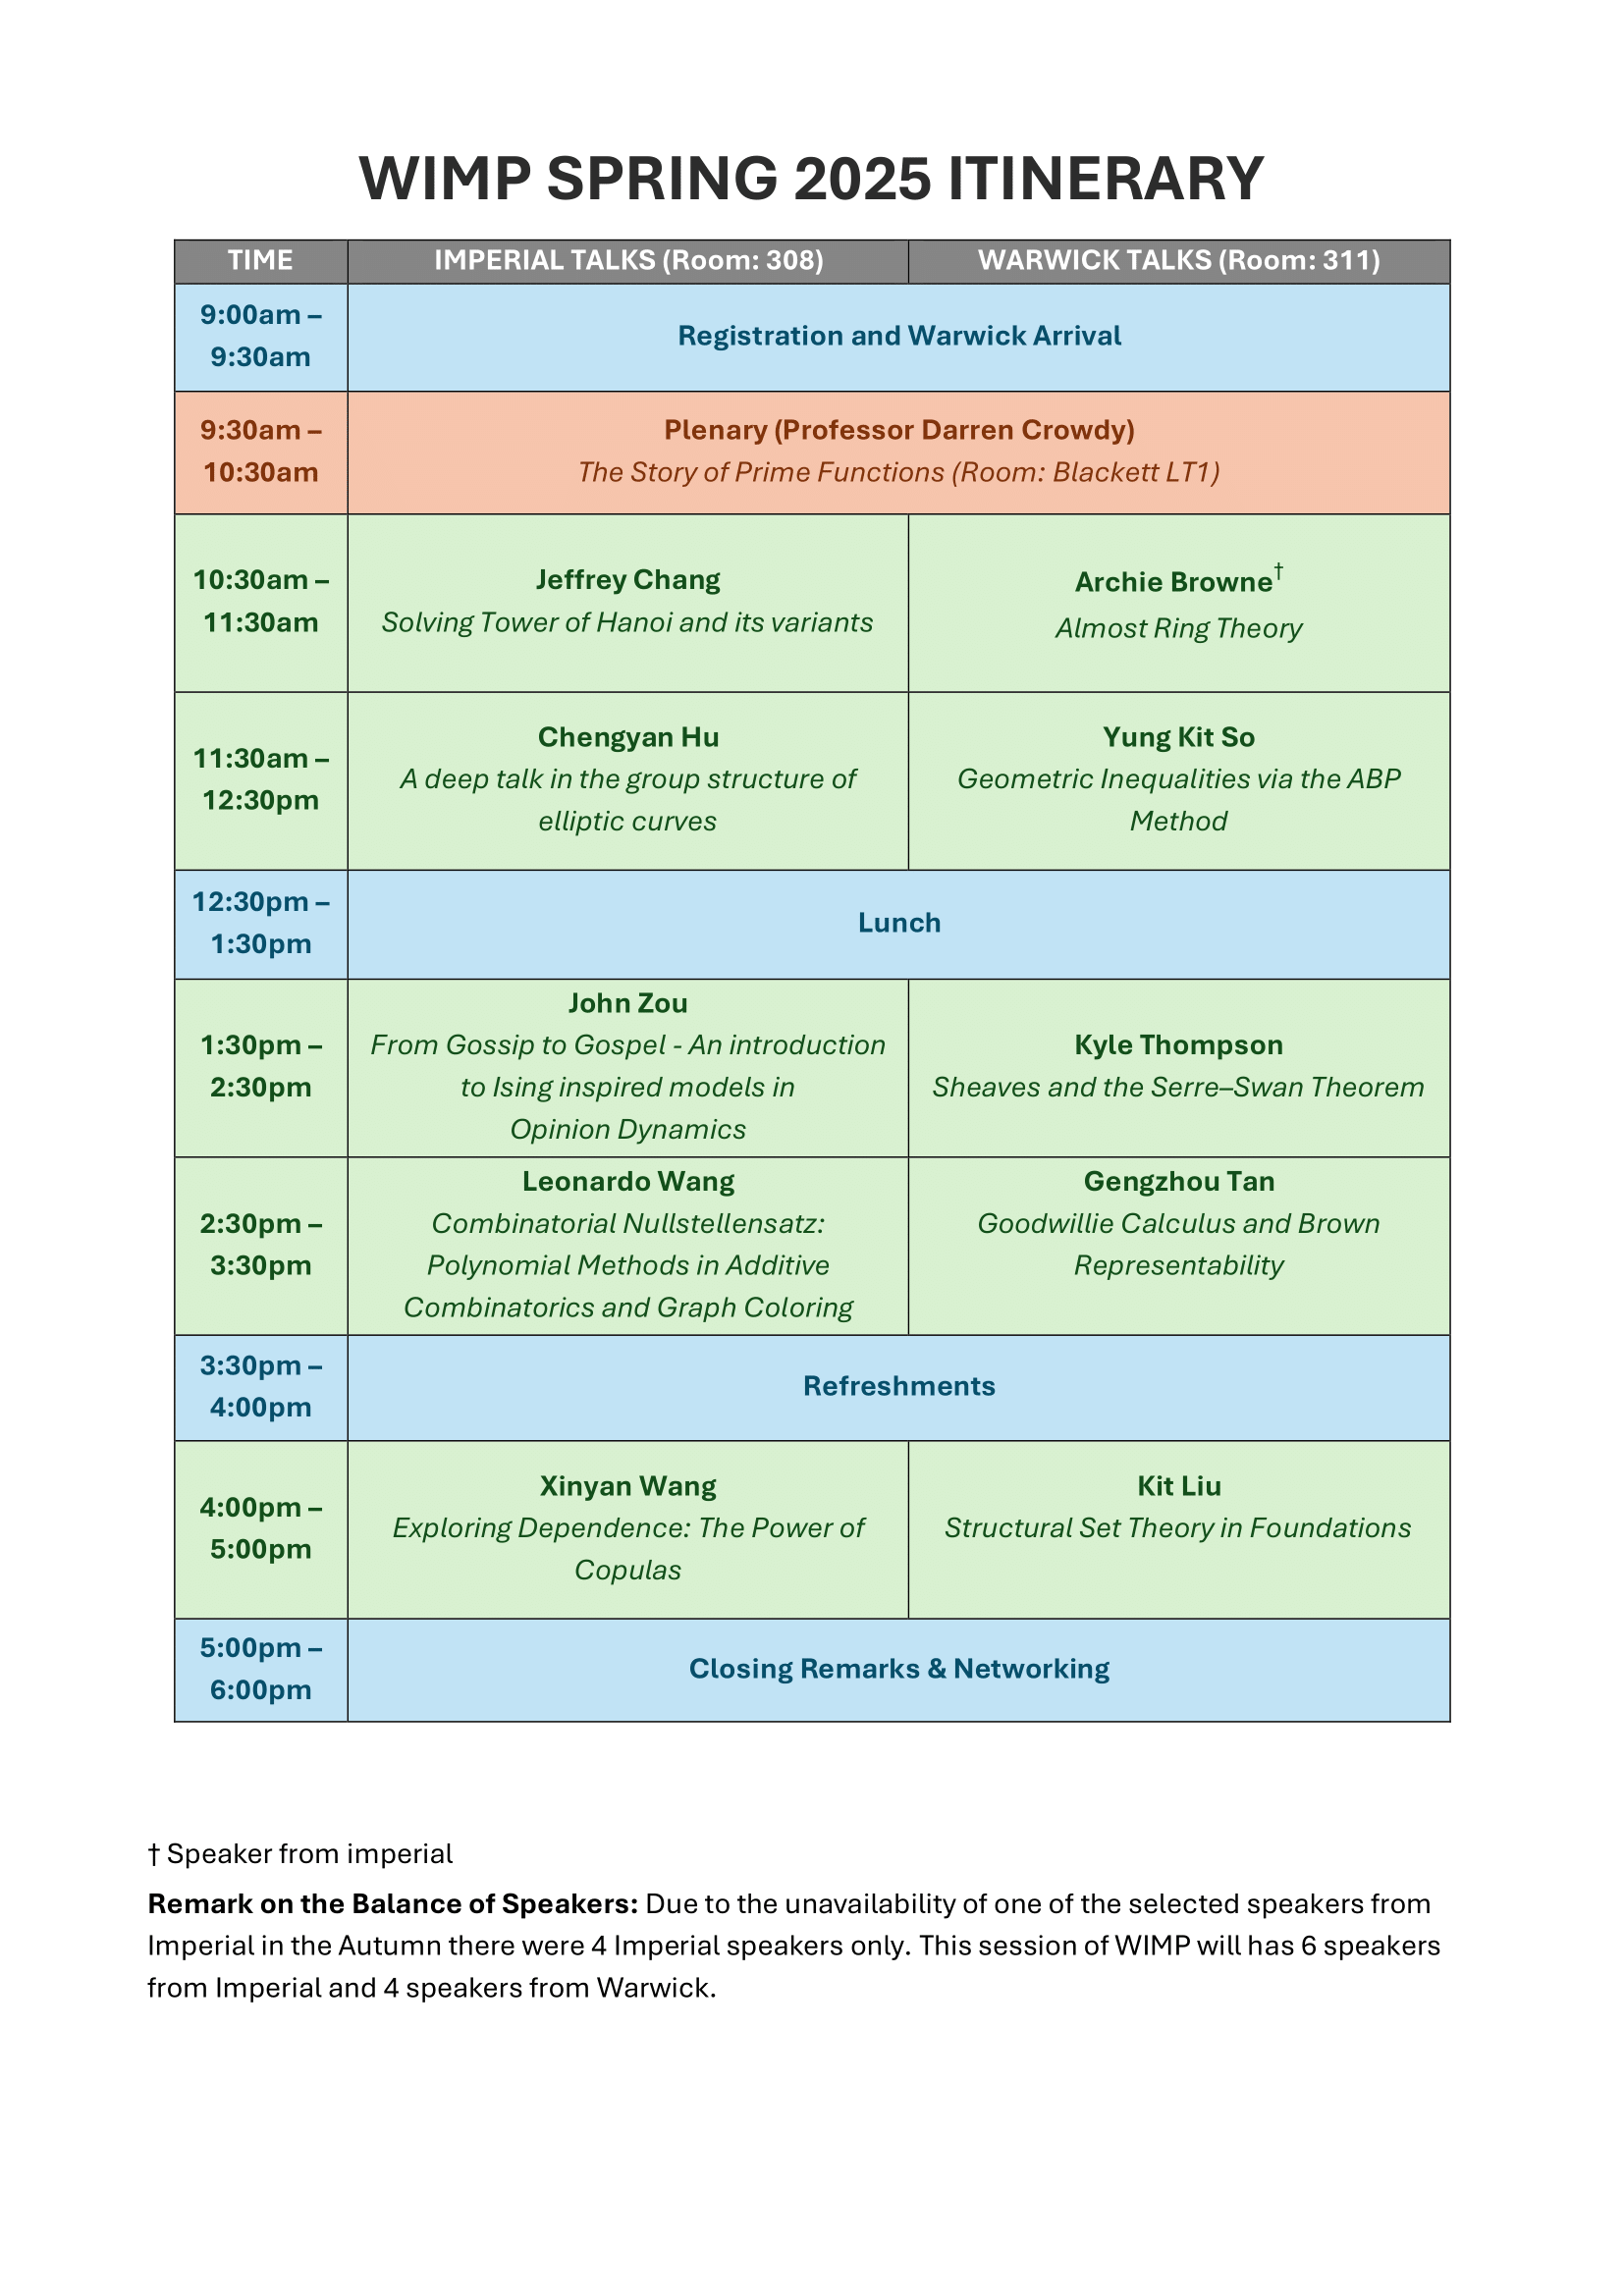 WIMP SPRING 2025 ITINERARY
TIME
IMPERIAL TALKS (Room: 308)
WARWICK TALKS (Room: 311)
9:00am –
9:30am
Registration and Warwick Arrival
9:30am –
10:30am
Plenary (Professor Darren Crowdy)
The Story of Prime Functions (Room: Blackett LT1)
10:30am –
11:30am
Jeffrey Chang
Solving Tower of Hanoi and its variants
Archie Browne†
Almost Ring Theory
11:30am –
12:30pm
Chengyan Hu
A deep talk in the group structure of
elliptic curves
Yung Kit So
Geometric Inequalities via the ABP
Method
12:30pm –
1:30pm
Lunch
1:30pm –
2:30pm
John Zou
From Gossip to Gospel - An introduction
to Ising inspired models in
Opinion Dynamics
Kyle Thompson
Sheaves and the Serre–Swan Theorem
2:30pm –
3:30pm
Leonardo Wang
Combinatorial Nullstellensatz:
Polynomial Methods in Additive
Combinatorics and Graph Coloring
Gengzhou Tan
Goodwillie Calculus and Brown
Representability
3:30pm –
4:00pm
Refreshments
4:00pm –
5:00pm
Xinyan Wang
Exploring Dependence: The Power of
Copulas
Kit Liu
Structural Set Theory in Foundations
5:00pm –
6:00pm
Closing Remarks & Networking
† Speaker from imperial
Remark on the Balance of Speakers: Due to the unavailability of one of the selected speakers from
Imperial in the Autumn there were 4 Imperial speakers only. This session of WIMP will has 6 speakers
from Imperial and 4 speakers from Warwick.